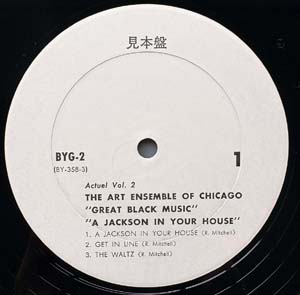 見本盤
BYG-2
(BY-358-3)
1
Actuel Vol. 2
THE ART ENSEMBLE OF CHICAGO
"GREAT BLACK MUSIC"
"A JACKSON IN YOUR HOUSE"
1. A JACKSON IN YOUR HOUSE (R. Mitchell)
2. GET IN LINE (R. Mitchell)
3. THE WALTZ (R. Mitchell)